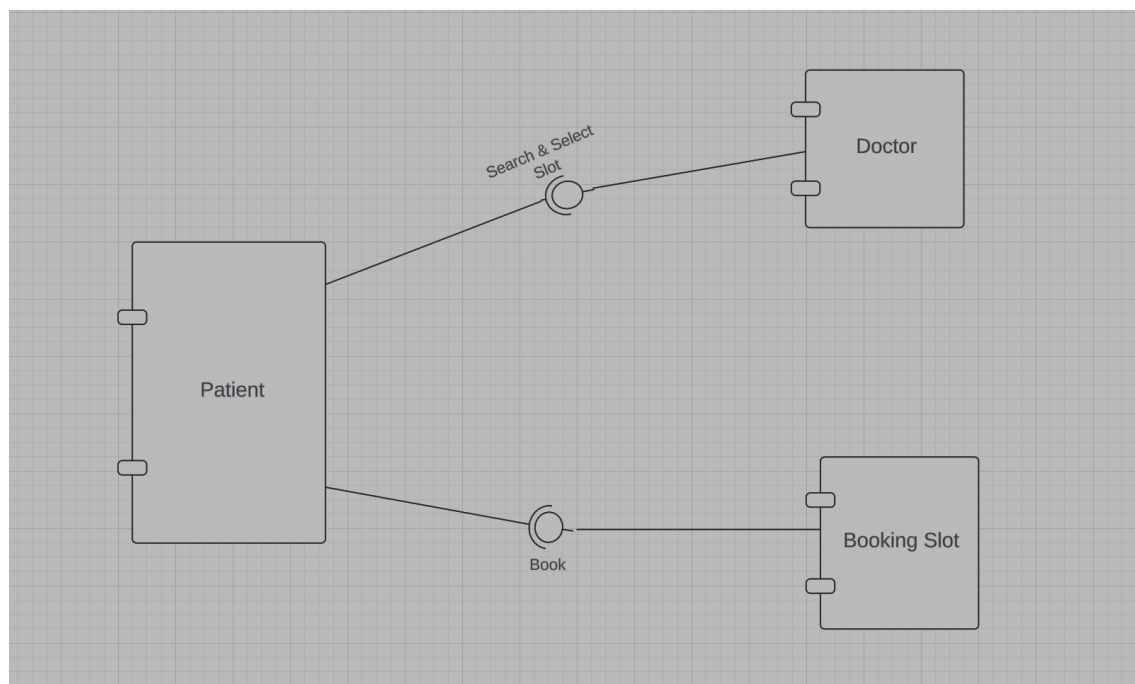 Search & Select
Slot
Doctor
Patient
Booking Slot
Book